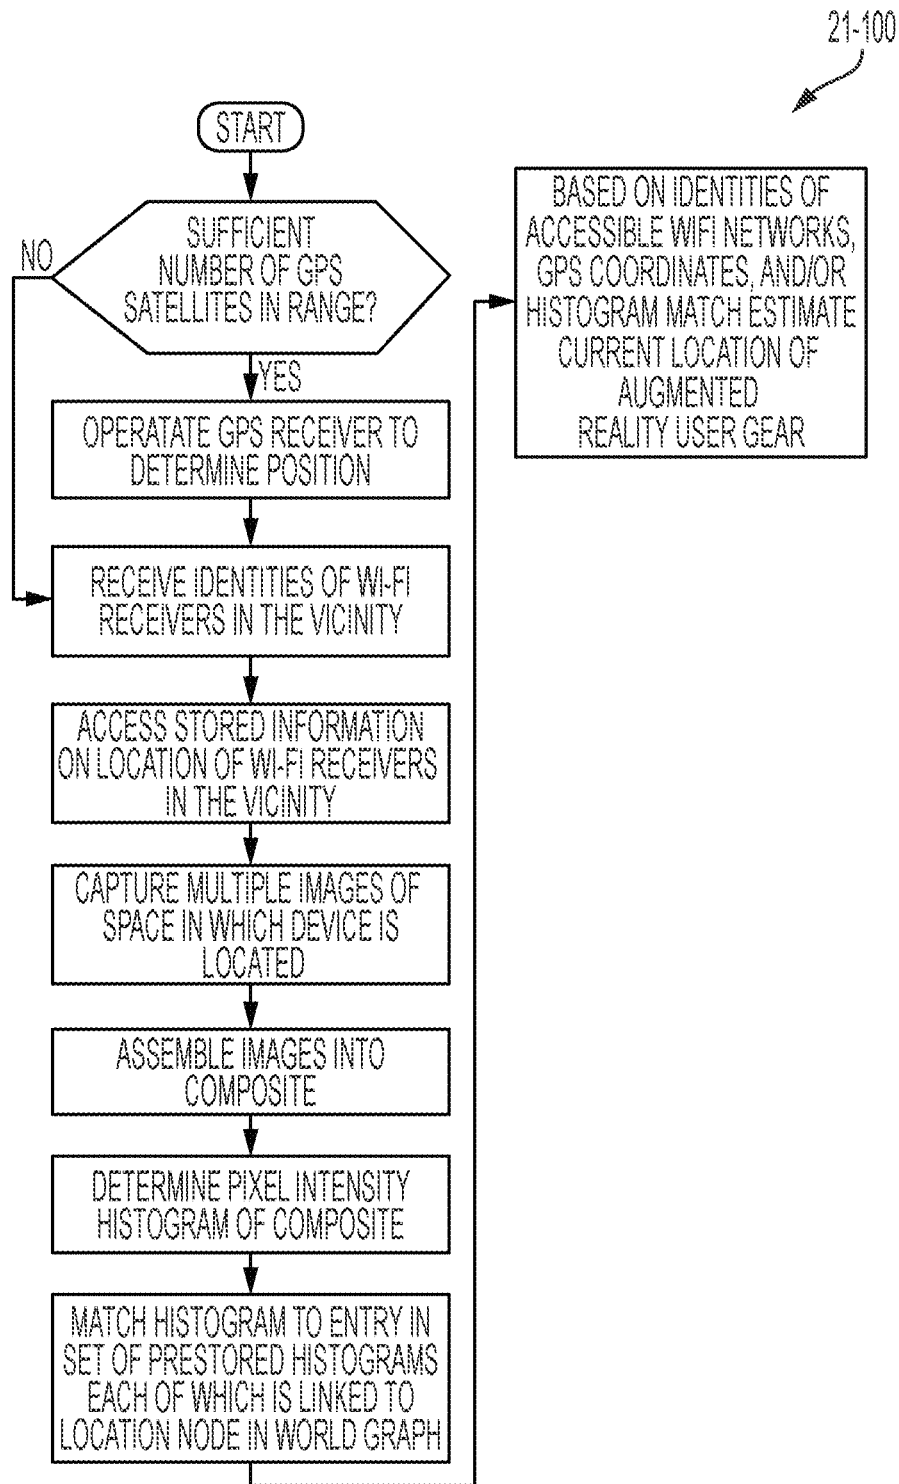 21-100
START
SUFFICIENT
NUMBER OF GPS
SATELLITES IN RANGE?
NO
YES
OPERATATE GPS RECEIVER TO
DETERMINE POSITION
RECEIVE IDENTITIES OF WI-FI
RECEIVERS IN THE VICINITY
ACCESS STORED INFORMATION
ON LOCATION OF WI-FI RECEIVERS
IN THE VICINITY
CAPTURE MULTIPLE IMAGES OF
SPACE IN WHICH DEVICE IS
LOCATED
ASSEMBLE IMAGES INTO
COMPOSITE
DETERMINE PIXEL INTENSITY
HISTOGRAM OF COMPOSITE
MATCH HISTOGRAM TO ENTRY IN
SET OF PRESTORED HISTOGRAMS
EACH OF WHICH IS LINKED TO
LOCATION NODE IN WORLD GRAPH
BASED ON IDENTITIES OF
ACCESSIBLE WIFI NETWORKS,
GPS COORDINATES, AND/OR
HISTOGRAM MATCH ESTIMATE
CURRENT LOCATION OF
AUGMENTED
REALITY USER GEAR